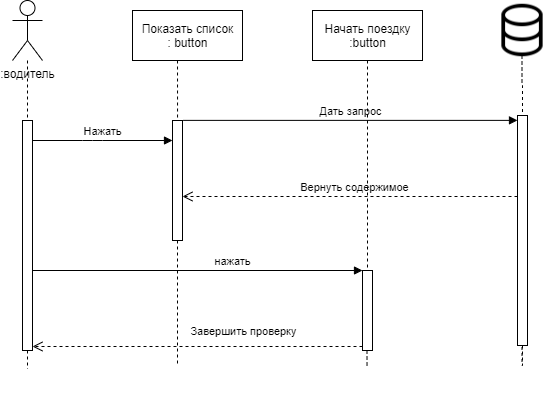 Показать список
: button
Начать поездку
:button
:водитель
Дать запрос
Нажать
Вернуть содержимое
нажать
Завершить проверку